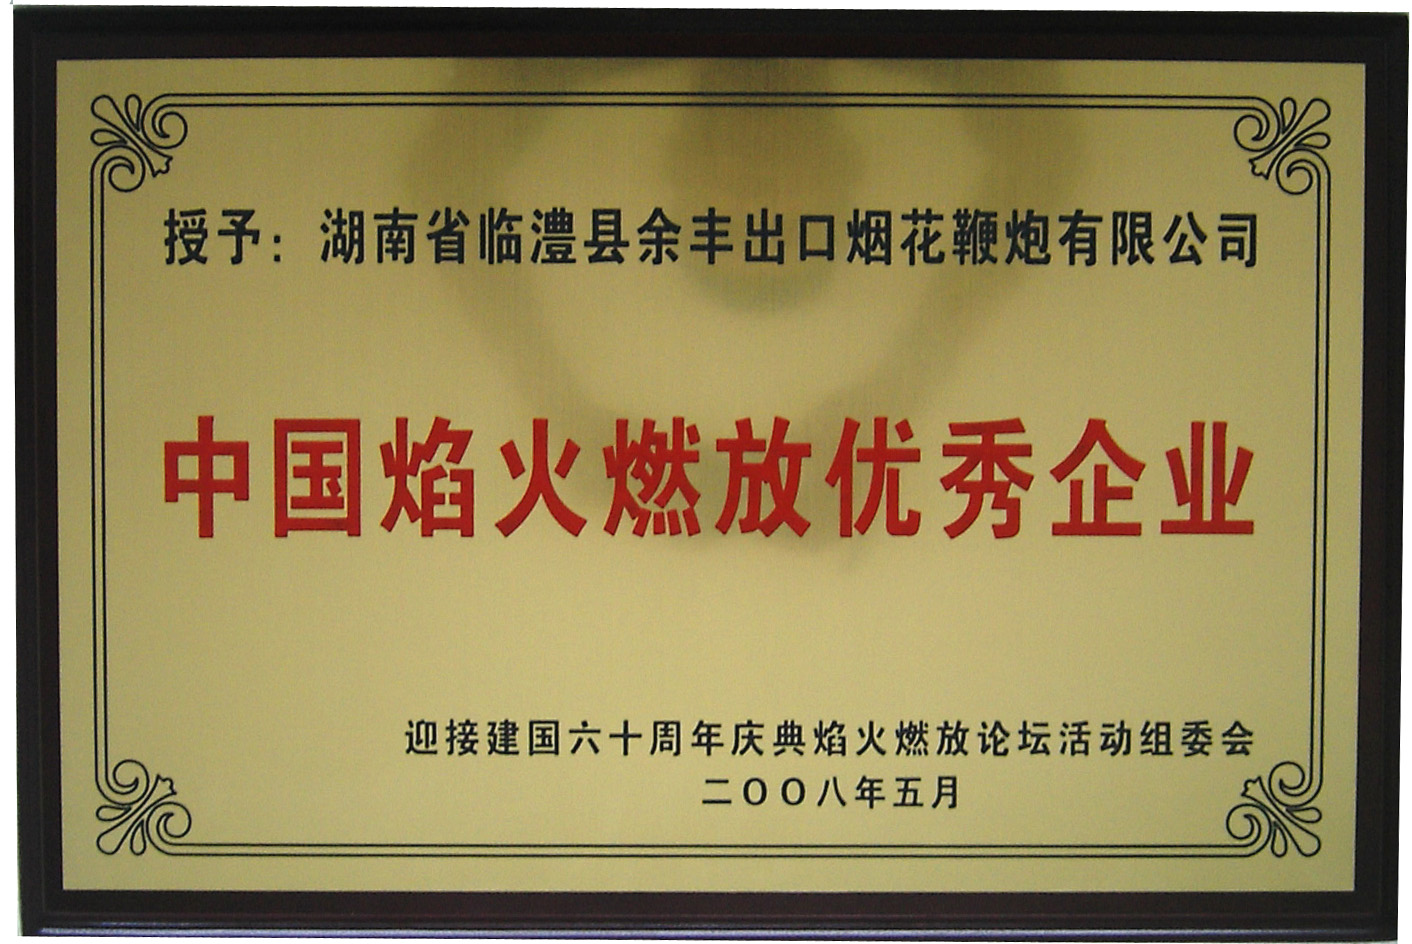 授予：湖南省临澧县余丰出口烟花鞭炮有限公司
中国焰火燃放优秀企业
迎接建国六十周年庆典焰火燃放论坛活动组委会
二〇〇八年五月